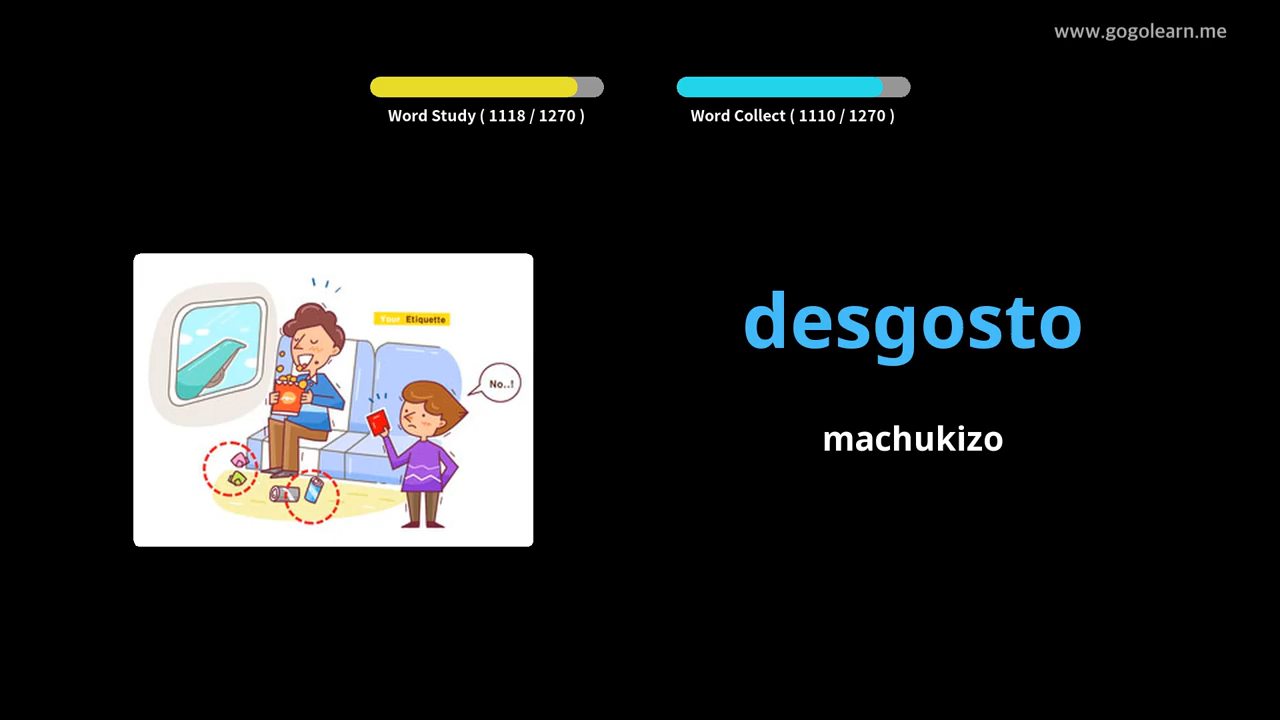 www.gogolearn.me
Word Study ( 1118 / 1270 )
Word Collect ( 1110 / 1270 )
Your Etiquette
No..!
desgosto
machukizo